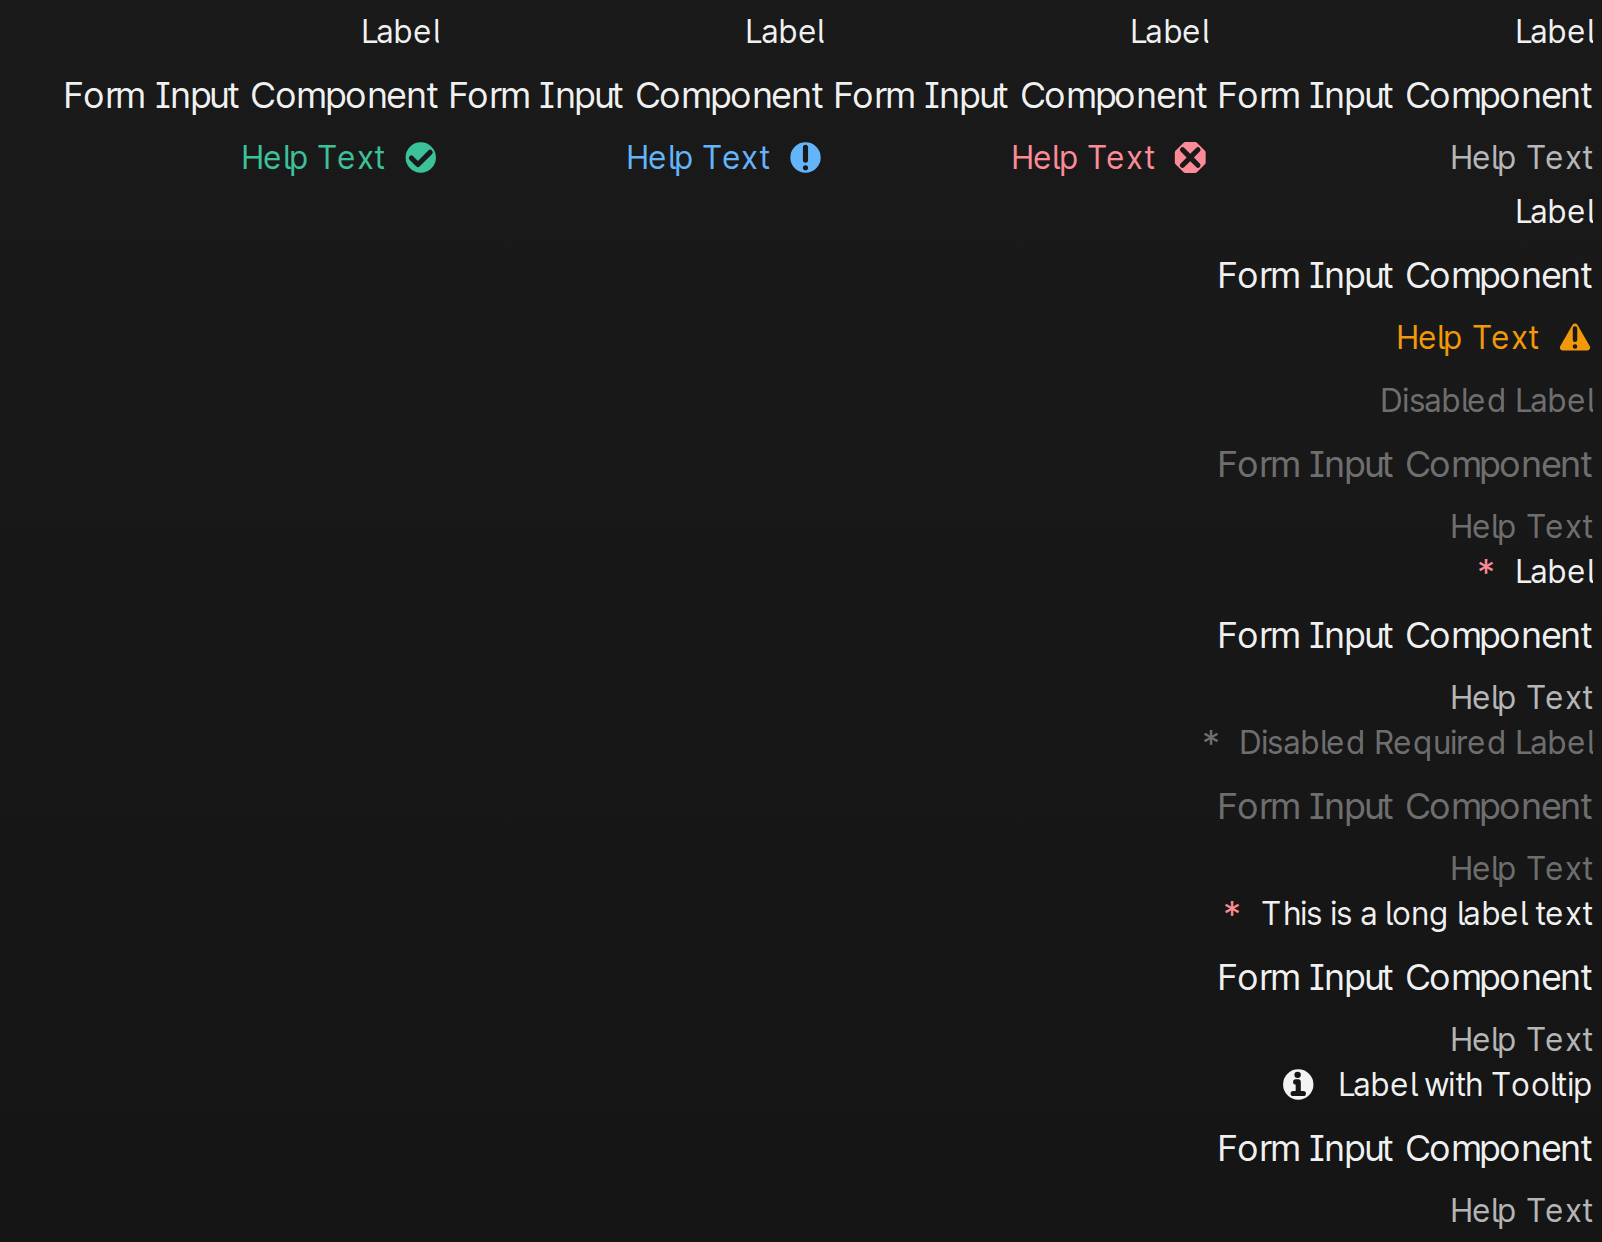 Label Label Label Label
Form Input Component Form Input Component Form Input Component Form Input Component
Help Text Help Text Help Text Help Text
Label
Form Input Component
Help Text
Disabled Label
Form Input Component
Help Text
* Label
Form Input Component
Help Text
* Disabled Required Label
Form Input Component
Help Text
* This is a long label text
Form Input Component
Help Text
Label with Tooltip
Form Input Component
Help Text